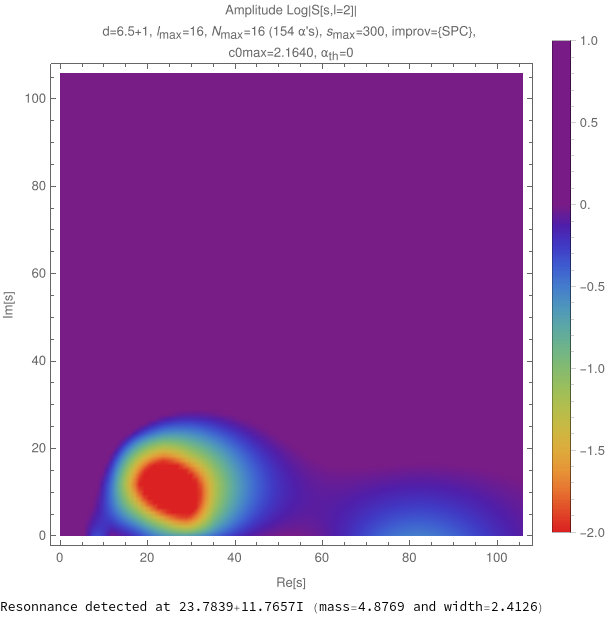 Amplitude Log|S[s,l=2]|
d=6.5+1, lmax=16, Nmax=16 (154 α's), smax=300, improv={SPC},
c0max=2.1640, αth=0
1.0
0.5
0.
-0.5
-1.0
-1.5
-2.0
100
80
60
40
20
0
Im[s]
0 20 40 60 80 100
Re[s]
Resonnance detected at 23.7839+11.7657I (mass=4.8769 and width=2.4126)